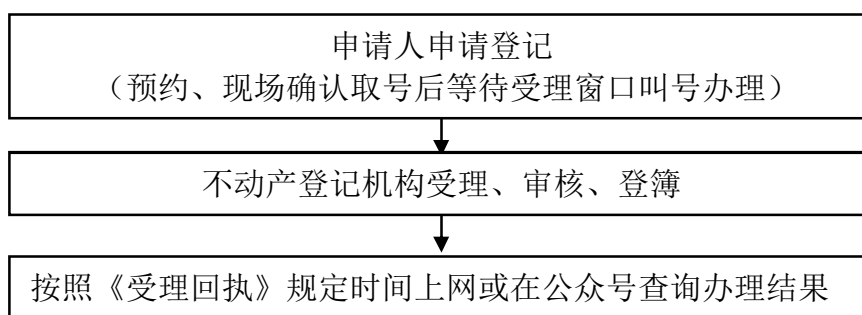 申请人申请登记
（预约、现场确认取号后等待受理窗口叫号办理）
不动产登记机构受理、审核、登簿
按照《受理回执》规定时间上网或在公众号查询办理结果